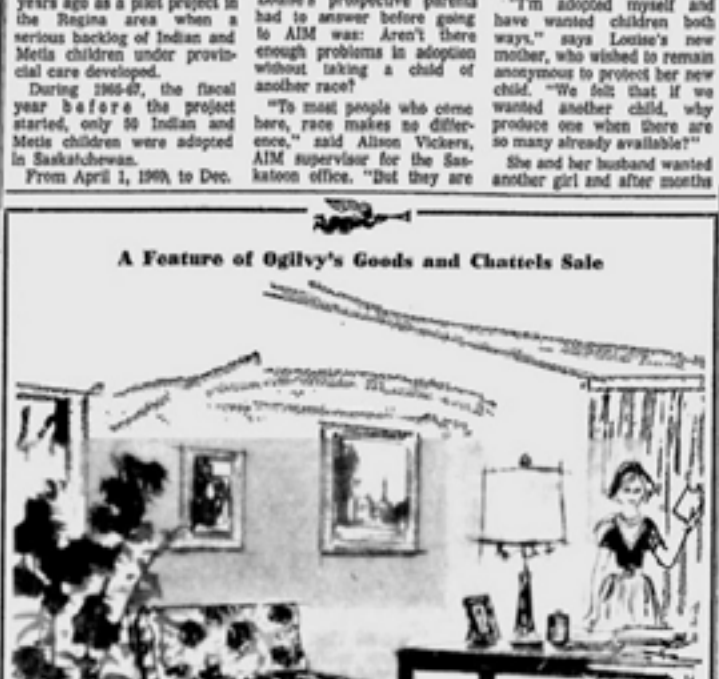 years ago as a pilot project in
the Regina area when a
serious backlog of Indian and
Metis children under provin-
cial care developed.
During 1966-67, the fiscal
year before the project
started, only 50 Indian and
Metis children were adopted
in Saskatchewan.
From April 1, 1969, to Dec.
prospective parents
had to answer before going
to AIM was: Aren't there
enough problems in adoption
without taking a child of
another race?
"To most people who come
here, race makes no differ-
ence," said Alison Vickers,
AIM supervisor for the Sas-
katoon office. "But they are
"I'm adopted myself and
have wanted children both
ways," says Louise's new
mother, who wished to remain
anonymous to protect her new
child. "We felt that if we
wanted another child, why
produce one when there are
so many already available?"
She and her husband wanted
another girl and after months
A Feature of Ogilvy's Goods and Chattels Sale